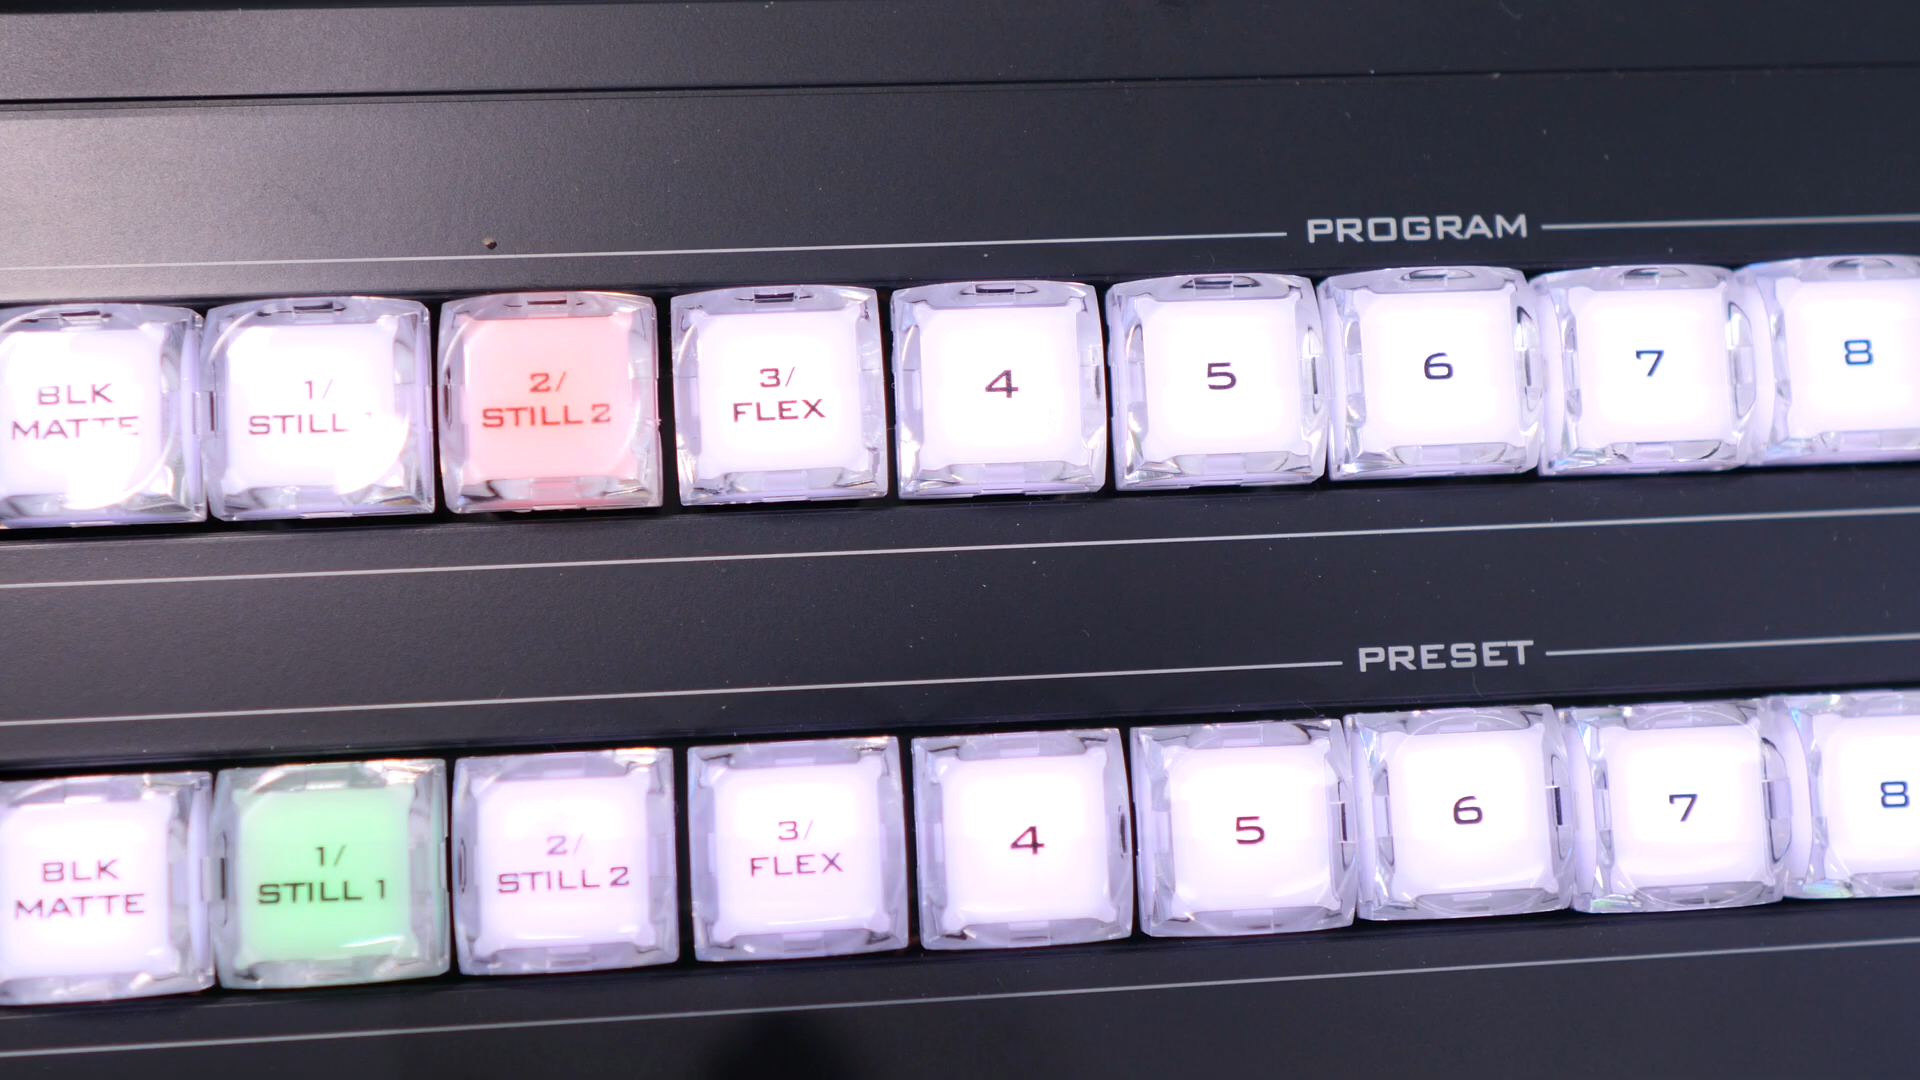 PROGRAM
BLK
MATTE
1/
STILL 1
2/
STILL 2
3/
FLEX
4
5
6
7
8
PRESET
BLK
MATTE
1/
STILL 1
2/
STILL 2
3/
FLEX
4
5
6
7
8